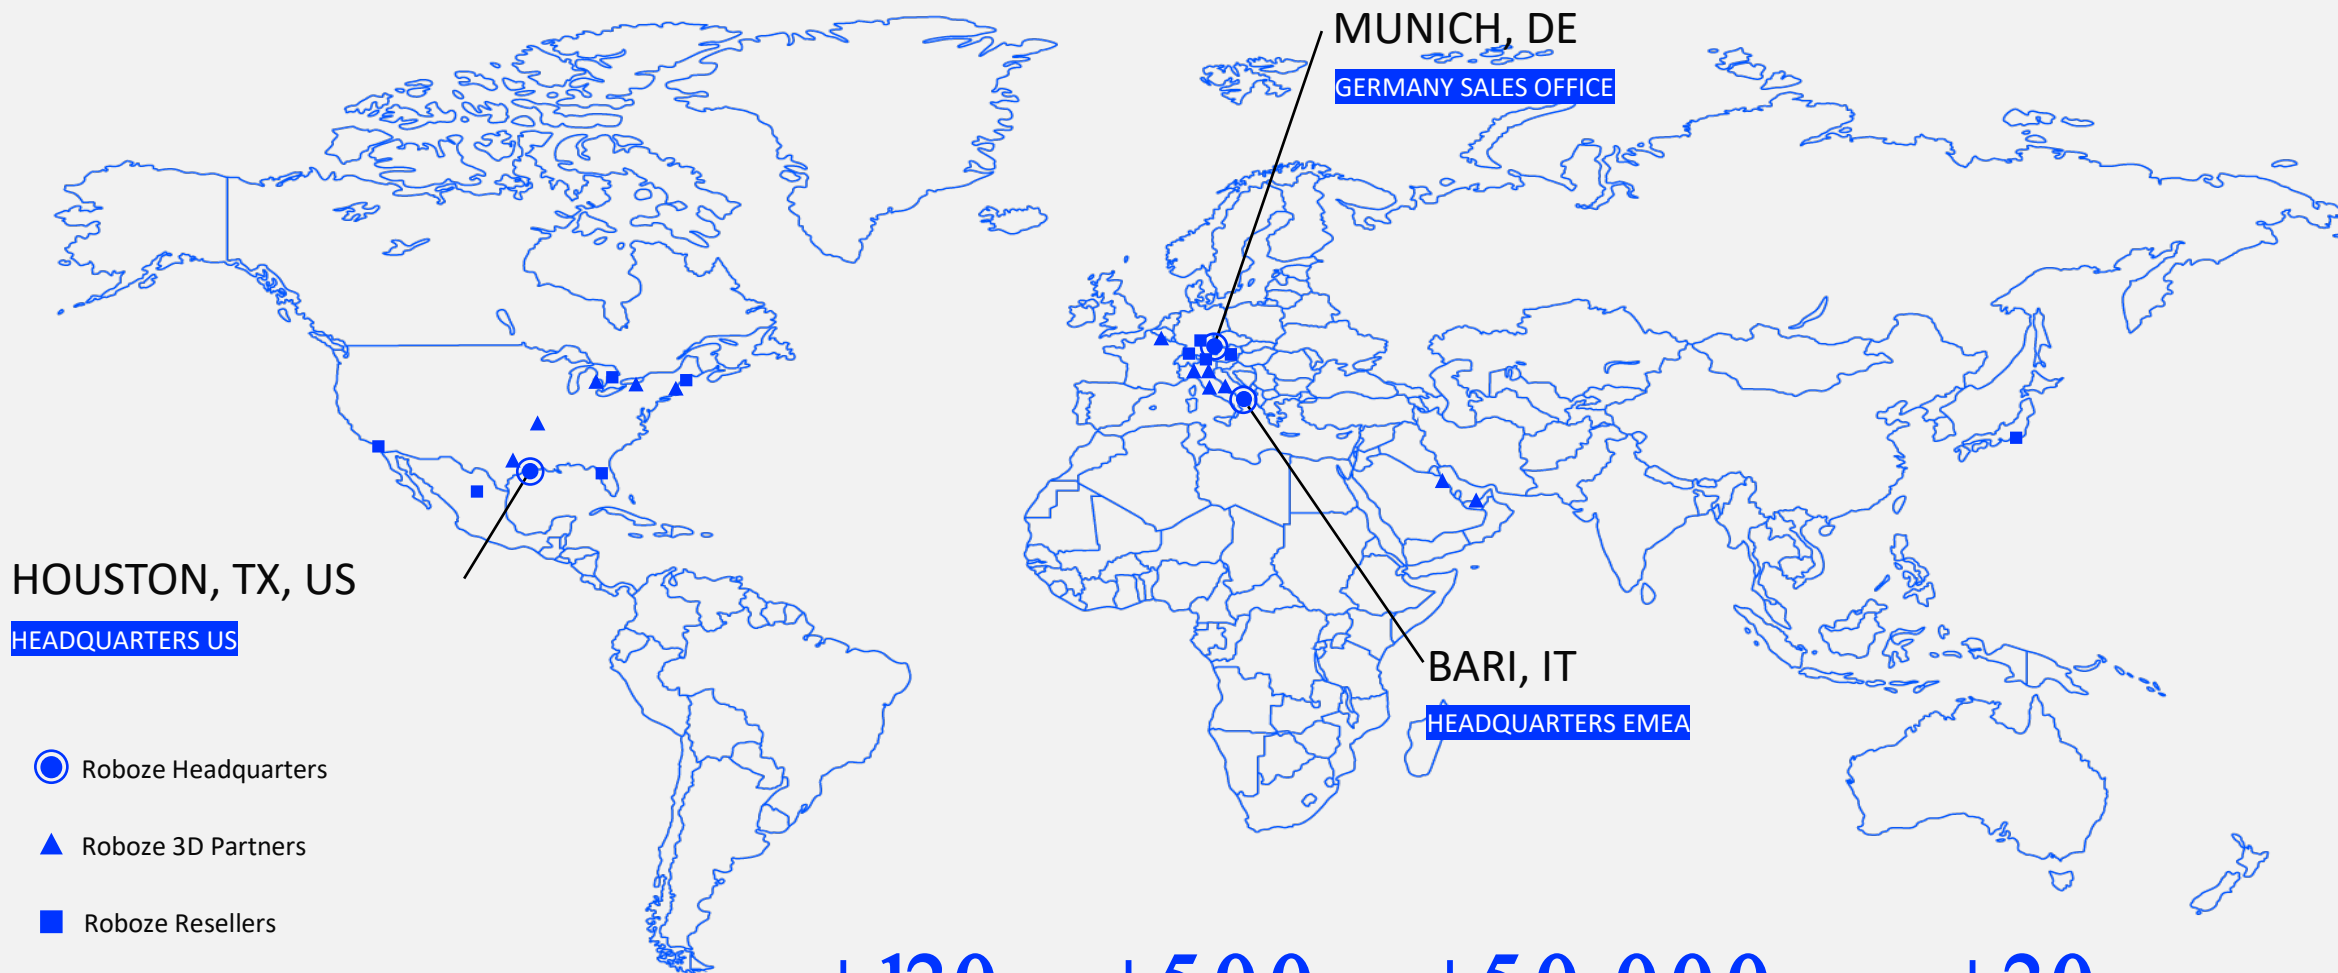 MUNICH, DE
GERMANY SALES OFFICE
HOUSTON, TX, US
HEADQUARTERS US
BARI, IT
HEADQUARTERS EMEA
Roboze Headquarters
Roboze 3D Partners
Roboze Resellers